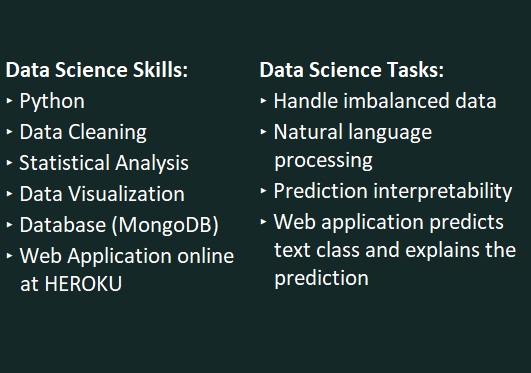 Data Science Skills:
‣ Python
‣ Data Cleaning
‣ Statistical Analysis
‣ Data Visualization
‣ Database (MongoDB)
‣ Web Application online
at HEROKU
Data Science Tasks:
‣ Handle imbalanced data
‣ Natural language
processing
‣ Prediction interpretability
‣ Web application predicts
text class and explains the
prediction